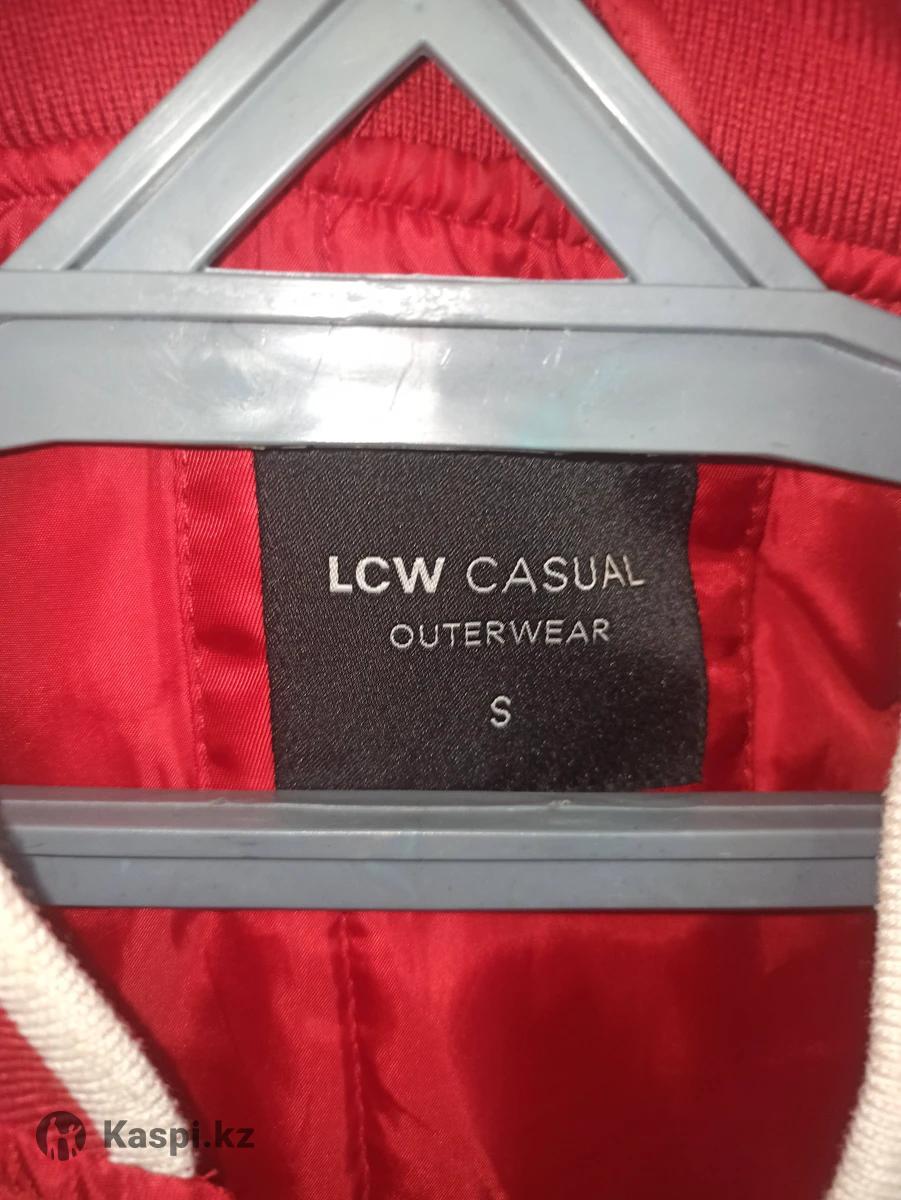 LCW CASUAL
OUTERWEAR
S
Kaspi.kz